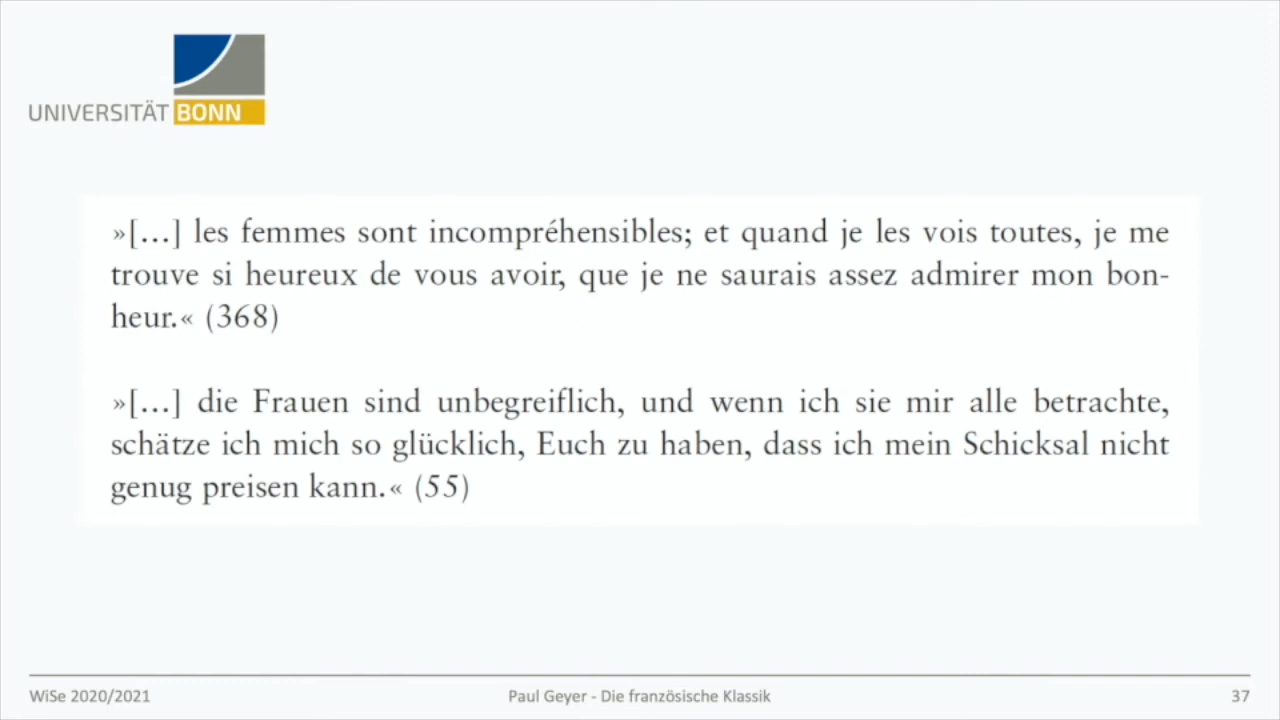 UNIVERSITÄT BONN
»[…] les femmes sont incompréhensibles; et quand je les vois toutes, je me
trouve si heureux de vous avoir, que je ne saurais assez admirer mon bon-
heur.« (368)
»[…] die Frauen sind unbegreiflich, und wenn ich sie mir alle betrachte,
schätze ich mich so glücklich, Euch zu haben, dass ich mein Schicksal nicht
genug preisen kann.« (55)
WiSe 2020/2021 Paul Geyer - Die französische Klassik 37